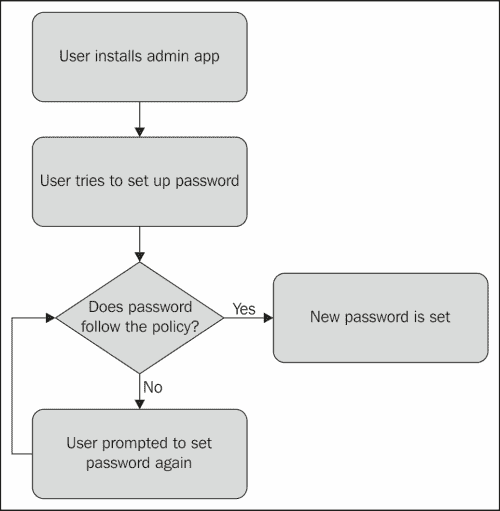 User installs admin app
User tries to set up password
Does password
follow the policy?
Yes
New password is set
No
User prompted to set
password again